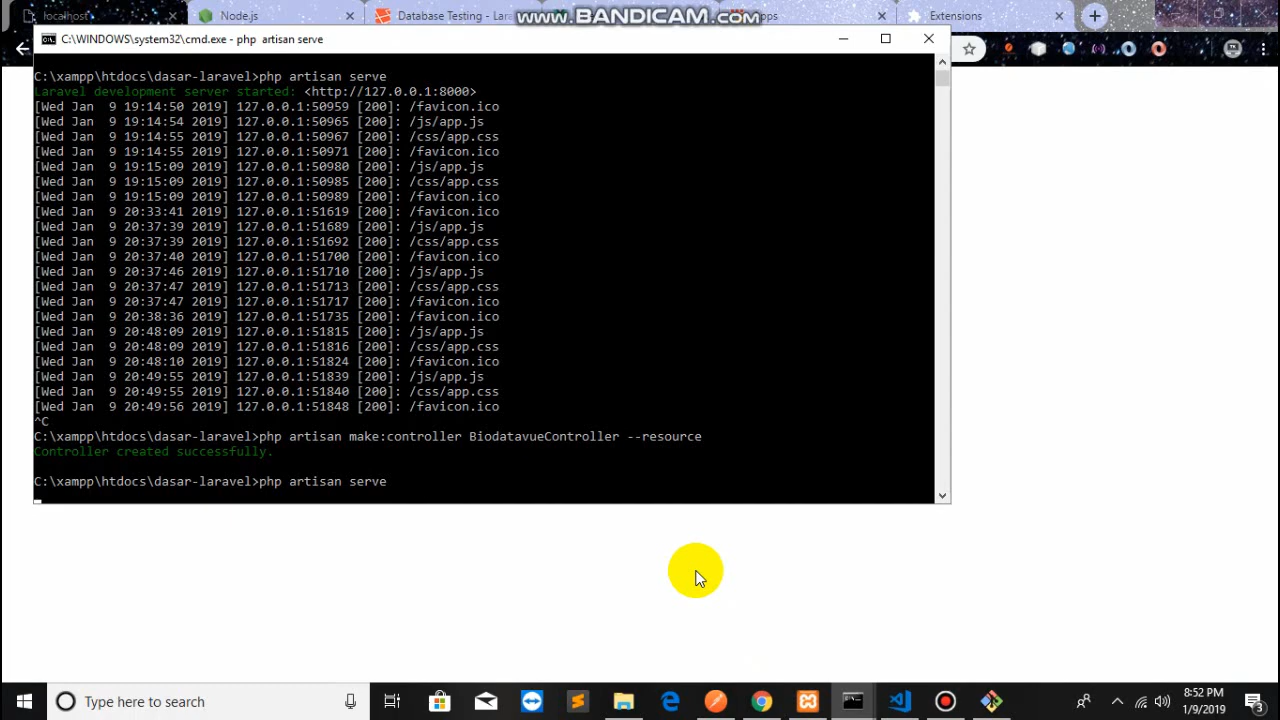 localhost
Node.js
Database Testing - Lar
www.BANDICAM.com
Apps
Extensions
C:\WINDOWS\system32\cmd.exe - php  artisan serve
C:\xampp\htdocs\dasar-laravel>php artisan serve
Laravel development server started: <http://127.0.0.1:8000>
[Wed Jan  9 19:14:50 2019] 127.0.0.1:50959 [200]: /favicon.ico
[Wed Jan  9 19:14:54 2019] 127.0.0.1:50965 [200]: /js/app.js
[Wed Jan  9 19:14:55 2019] 127.0.0.1:50967 [200]: /css/app.css
[Wed Jan  9 19:14:55 2019] 127.0.0.1:50971 [200]: /favicon.ico
[Wed Jan  9 19:15:09 2019] 127.0.0.1:50980 [200]: /js/app.js
[Wed Jan  9 19:15:09 2019] 127.0.0.1:50985 [200]: /css/app.css
[Wed Jan  9 19:15:09 2019] 127.0.0.1:50989 [200]: /favicon.ico
[Wed Jan  9 20:33:41 2019] 127.0.0.1:51619 [200]: /favicon.ico
[Wed Jan  9 20:37:39 2019] 127.0.0.1:51689 [200]: /js/app.js
[Wed Jan  9 20:37:39 2019] 127.0.0.1:51692 [200]: /css/app.css
[Wed Jan  9 20:37:40 2019] 127.0.0.1:51700 [200]: /favicon.ico
[Wed Jan  9 20:37:46 2019] 127.0.0.1:51710 [200]: /js/app.js
[Wed Jan  9 20:37:47 2019] 127.0.0.1:51713 [200]: /css/app.css
[Wed Jan  9 20:37:47 2019] 127.0.0.1:51717 [200]: /favicon.ico
[Wed Jan  9 20:38:36 2019] 127.0.0.1:51735 [200]: /favicon.ico
[Wed Jan  9 20:48:09 2019] 127.0.0.1:51815 [200]: /js/app.js
[Wed Jan  9 20:48:09 2019] 127.0.0.1:51816 [200]: /css/app.css
[Wed Jan  9 20:48:10 2019] 127.0.0.1:51824 [200]: /favicon.ico
[Wed Jan  9 20:49:55 2019] 127.0.0.1:51839 [200]: /js/app.js
[Wed Jan  9 20:49:55 2019] 127.0.0.1:51840 [200]: /css/app.css
[Wed Jan  9 20:49:56 2019] 127.0.0.1:51848 [200]: /favicon.ico
^C
C:\xampp\htdocs\dasar-laravel>php artisan make:controller BiodatavueController --resource
Controller created successfully.
C:\xampp\htdocs\dasar-laravel>php artisan serve
Type here to search
8:52 PM
1/9/2019
3